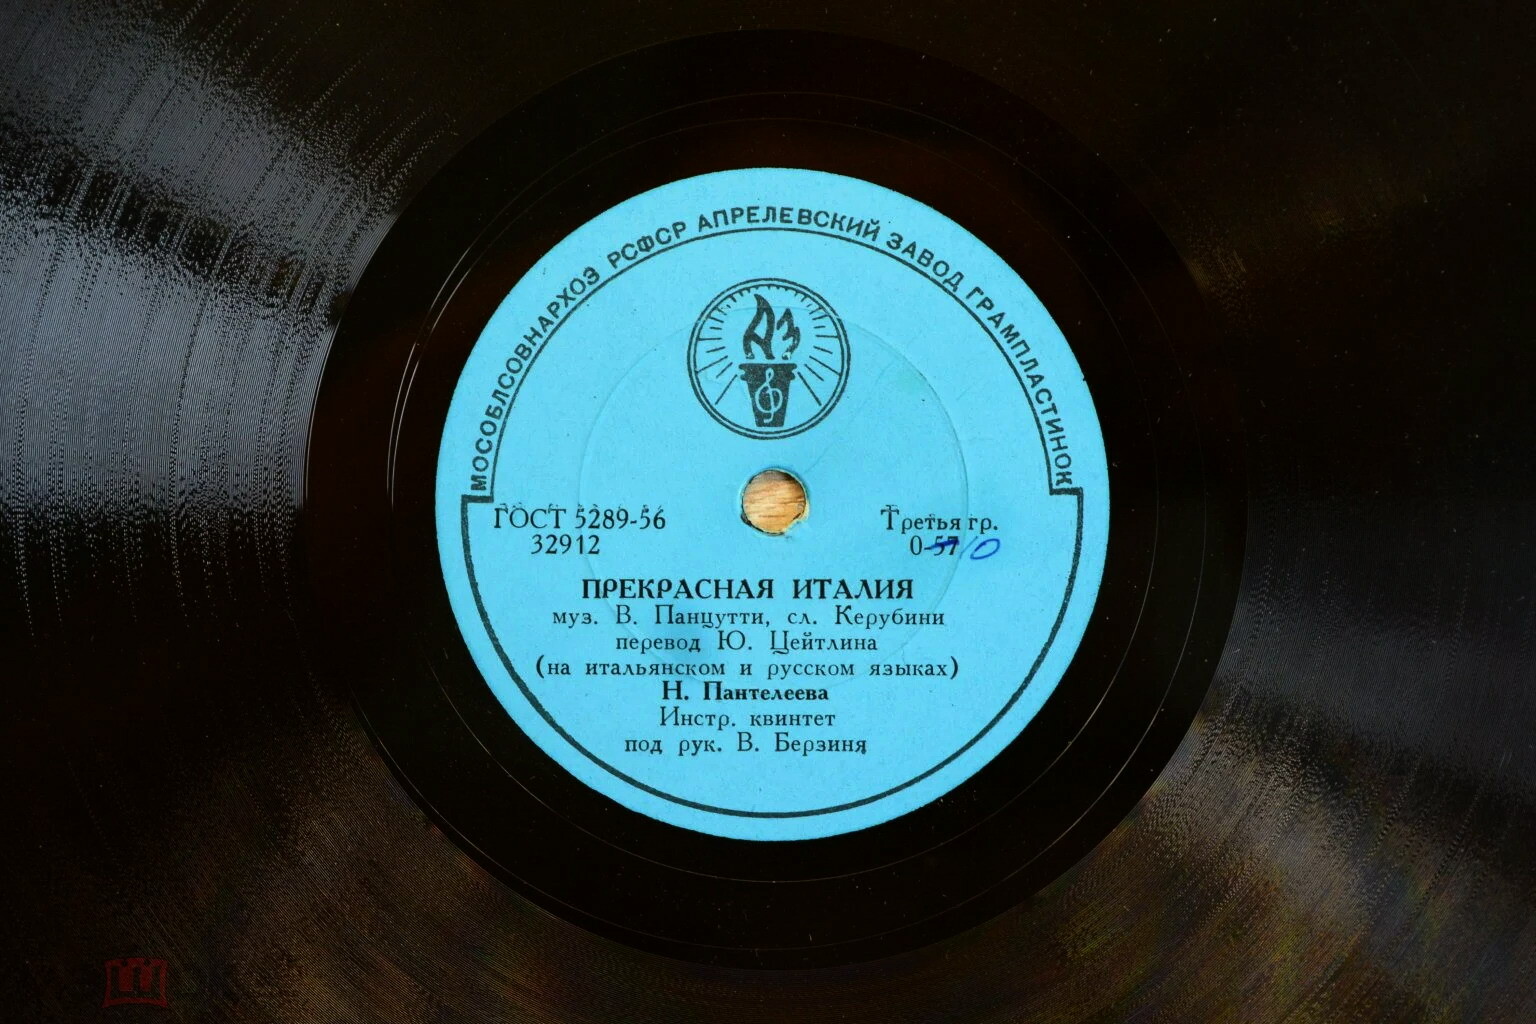 МОСОБЛСОВНАРХОЗ РСФСР АПРЕЛЕВСКИЙ ЗАВОД ГРАМПЛАСТИНОК
АЗ
ГОСТ 5289-56
32912
Третья гр.
0-57 10
ПРЕКРАСНАЯ ИТАЛИЯ
муз. В. Панцутти, сл. Керубини
перевод Ю. Цейтлина
(на итальянском и русском языках)
Н. Пантелеева
Инстр. квинтет
под рук. В. Берзиня